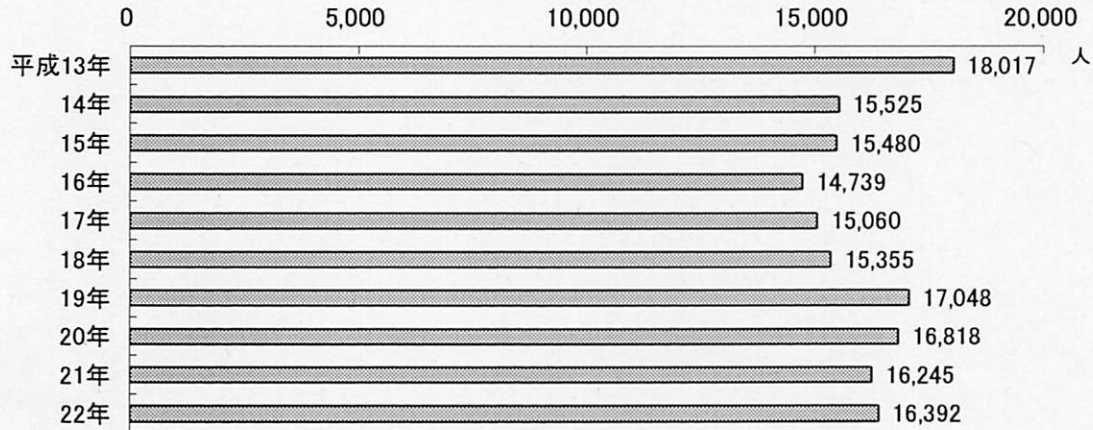 0 5,000 10,000 15,000 20,000
人
平成13年 18,017
14年 15,525
15年 15,480
16年 14,739
17年 15,060
18年 15,355
19年 17,048
20年 16,818
21年 16,245
22年 16,392